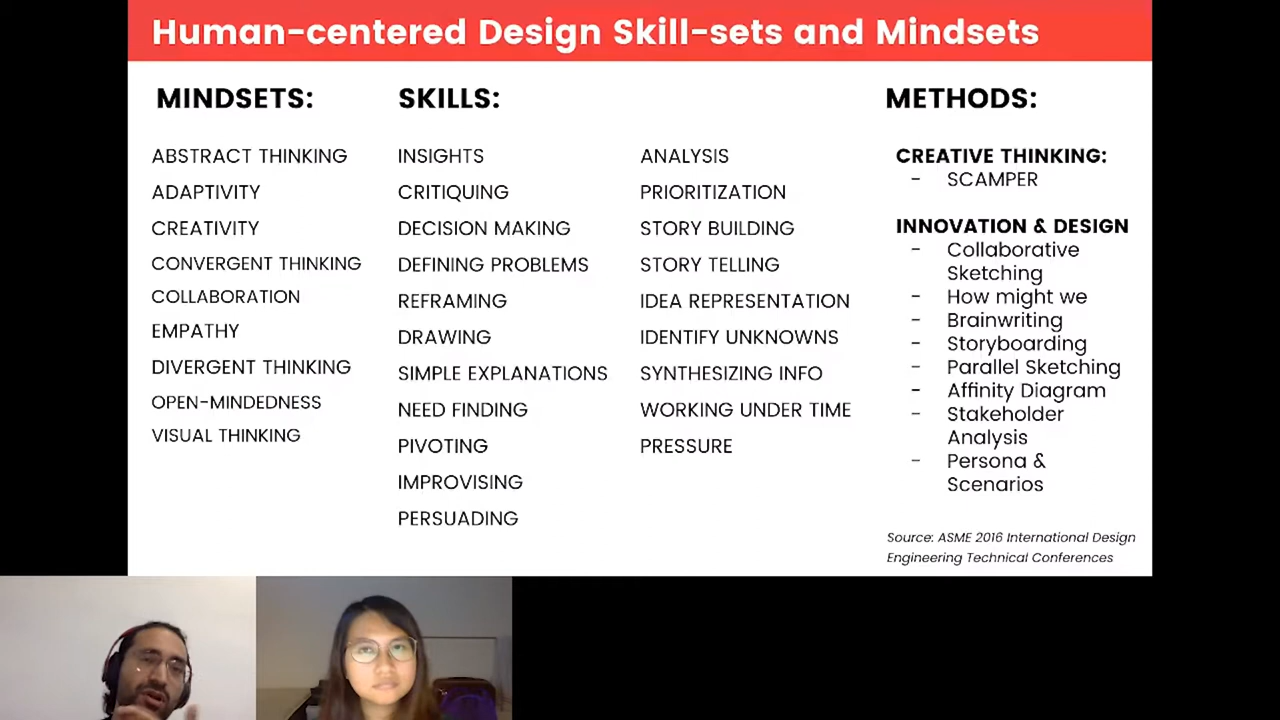 Human-centered Design Skill-sets and Mindsets
MINDSETS:
ABSTRACT THINKING
ADAPTIVITY
CREATIVITY
CONVERGENT THINKING
COLLABORATION
EMPATHY
DIVERGENT THINKING
OPEN-MINDEDNESS
VISUAL THINKING
SKILLS:
INSIGHTS
CRITIQUING
DECISION MAKING
DEFINING PROBLEMS
REFRAMING
DRAWING
SIMPLE EXPLANATIONS
NEED FINDING
PIVOTING
IMPROVISING
PERSUADING
ANALYSIS
PRIORITIZATION
STORY BUILDING
STORY TELLING
IDEA REPRESENTATION
IDENTIFY UNKNOWNS
SYNTHESIZING INFO
WORKING UNDER TIME
PRESSURE
METHODS:
CREATIVE THINKING:
- SCAMPER
INNOVATION & DESIGN
- Collaborative
Sketching
- How might we
- Brainwriting
- Storyboarding
- Parallel Sketching
- Affinity Diagram
- Stakeholder
Analysis
- Persona &
Scenarios
Source: ASME 2016 International Design
Engineering Technical Conferences